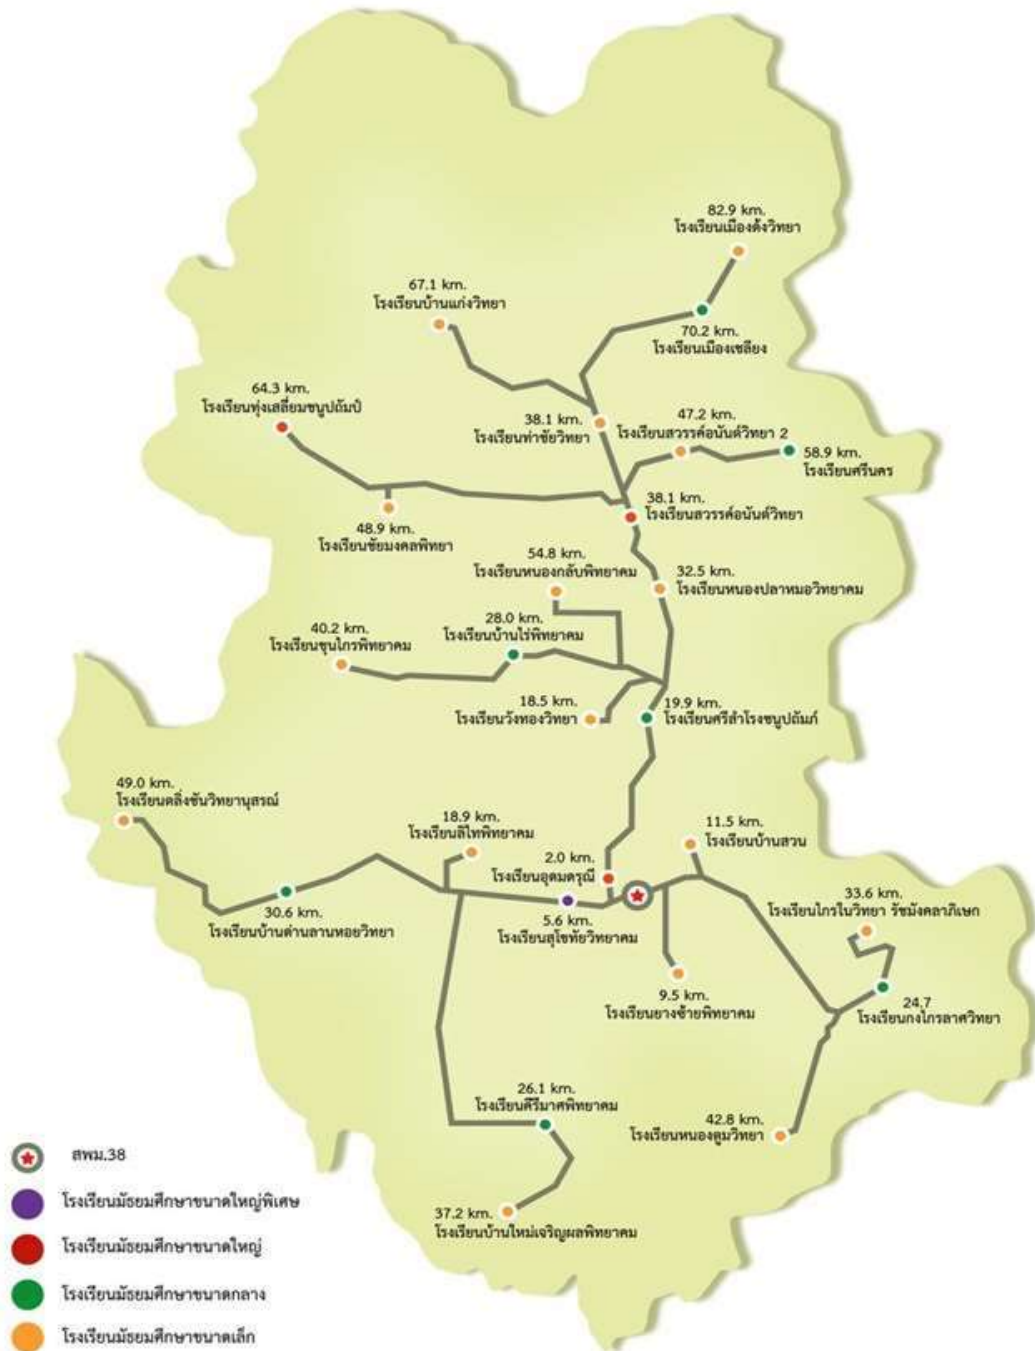 82.9 km.
โรงเรียนเมืองด้งวิทยา
67.1 km.
โรงเรียนบ้านแก่งวิทยา
70.2 km.
โรงเรียนเมืองเชลียง
64.3 km.
โรงเรียนทุ่งเสลี่ยมชนูปถัมป์
38.1 km.
โรงเรียนท่าชัยวิทยา
47.2 km.
โรงเรียนสวรรค์อนันต์วิทยา 2
58.9 km.
โรงเรียนศรีนคร
38.1 km.
โรงเรียนสวรรค์อนันต์วิทยา
48.9 km.
โรงเรียนชัยมงคลพิทยา
54.8 km.
โรงเรียนหนองกลับพิทยาคม
32.5 km.
โรงเรียนหนองปลาหมอวิทยาคม
28.0 km.
โรงเรียนบ้านไร่พิทยาคม
40.2 km.
โรงเรียนขุนไกรพิทยาคม
18.5 km.
โรงเรียนวังทองวิทยา
19.9 km.
โรงเรียนศรีสำโรงชนูปถัมภ์
49.0 km.
โรงเรียนตลิ่งชันวิทยานุสรณ์
18.9 km.
โรงเรียนลิไทพิทยาคม
11.5 km.
โรงเรียนบ้านสวน
2.0 km.
โรงเรียนอุดมดรุณี
33.6 km.
โรงเรียนไกรในวิทยา รัชมังคลาภิเษก
30.6 km.
โรงเรียนบ้านด่านลานหอยวิทยา
5.6 km.
โรงเรียนสุโขทัยวิทยาคม
9.5 km.
โรงเรียนยางซ้ายพิทยาคม
24.7
โรงเรียนกงไกรลาศวิทยา
26.1 km.
โรงเรียนคีรีมาศพิทยาคม
42.8 km.
โรงเรียนหนองตูมวิทยา
37.2 km.
โรงเรียนบ้านใหม่เจริญผลพิทยาคม
สพม.38
โรงเรียนมัธยมศึกษาขนาดใหญ่พิเศษ
โรงเรียนมัธยมศึกษาขนาดใหญ่
โรงเรียนมัธยมศึกษาขนาดกลาง
โรงเรียนมัธยมศึกษาขนาดเล็ก